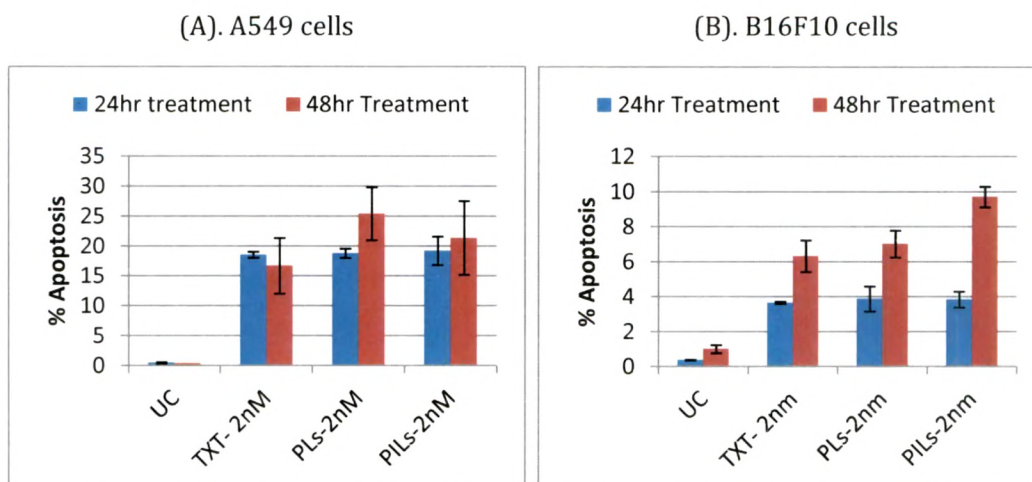 (A). A549 cells
24hr treatment 48hr Treatment
% Apoptosis
35
30
25
20
15
10
5
0
UC
TXT- 2nM
PLs-2nM
PILs-2nM
(B). B16F10 cells
24hr Treatment 48hr Treatment
% Apoptosis
12
10
8
6
4
2
0
UC
TXT- 2nm
PLs-2nm
PILs-2nm